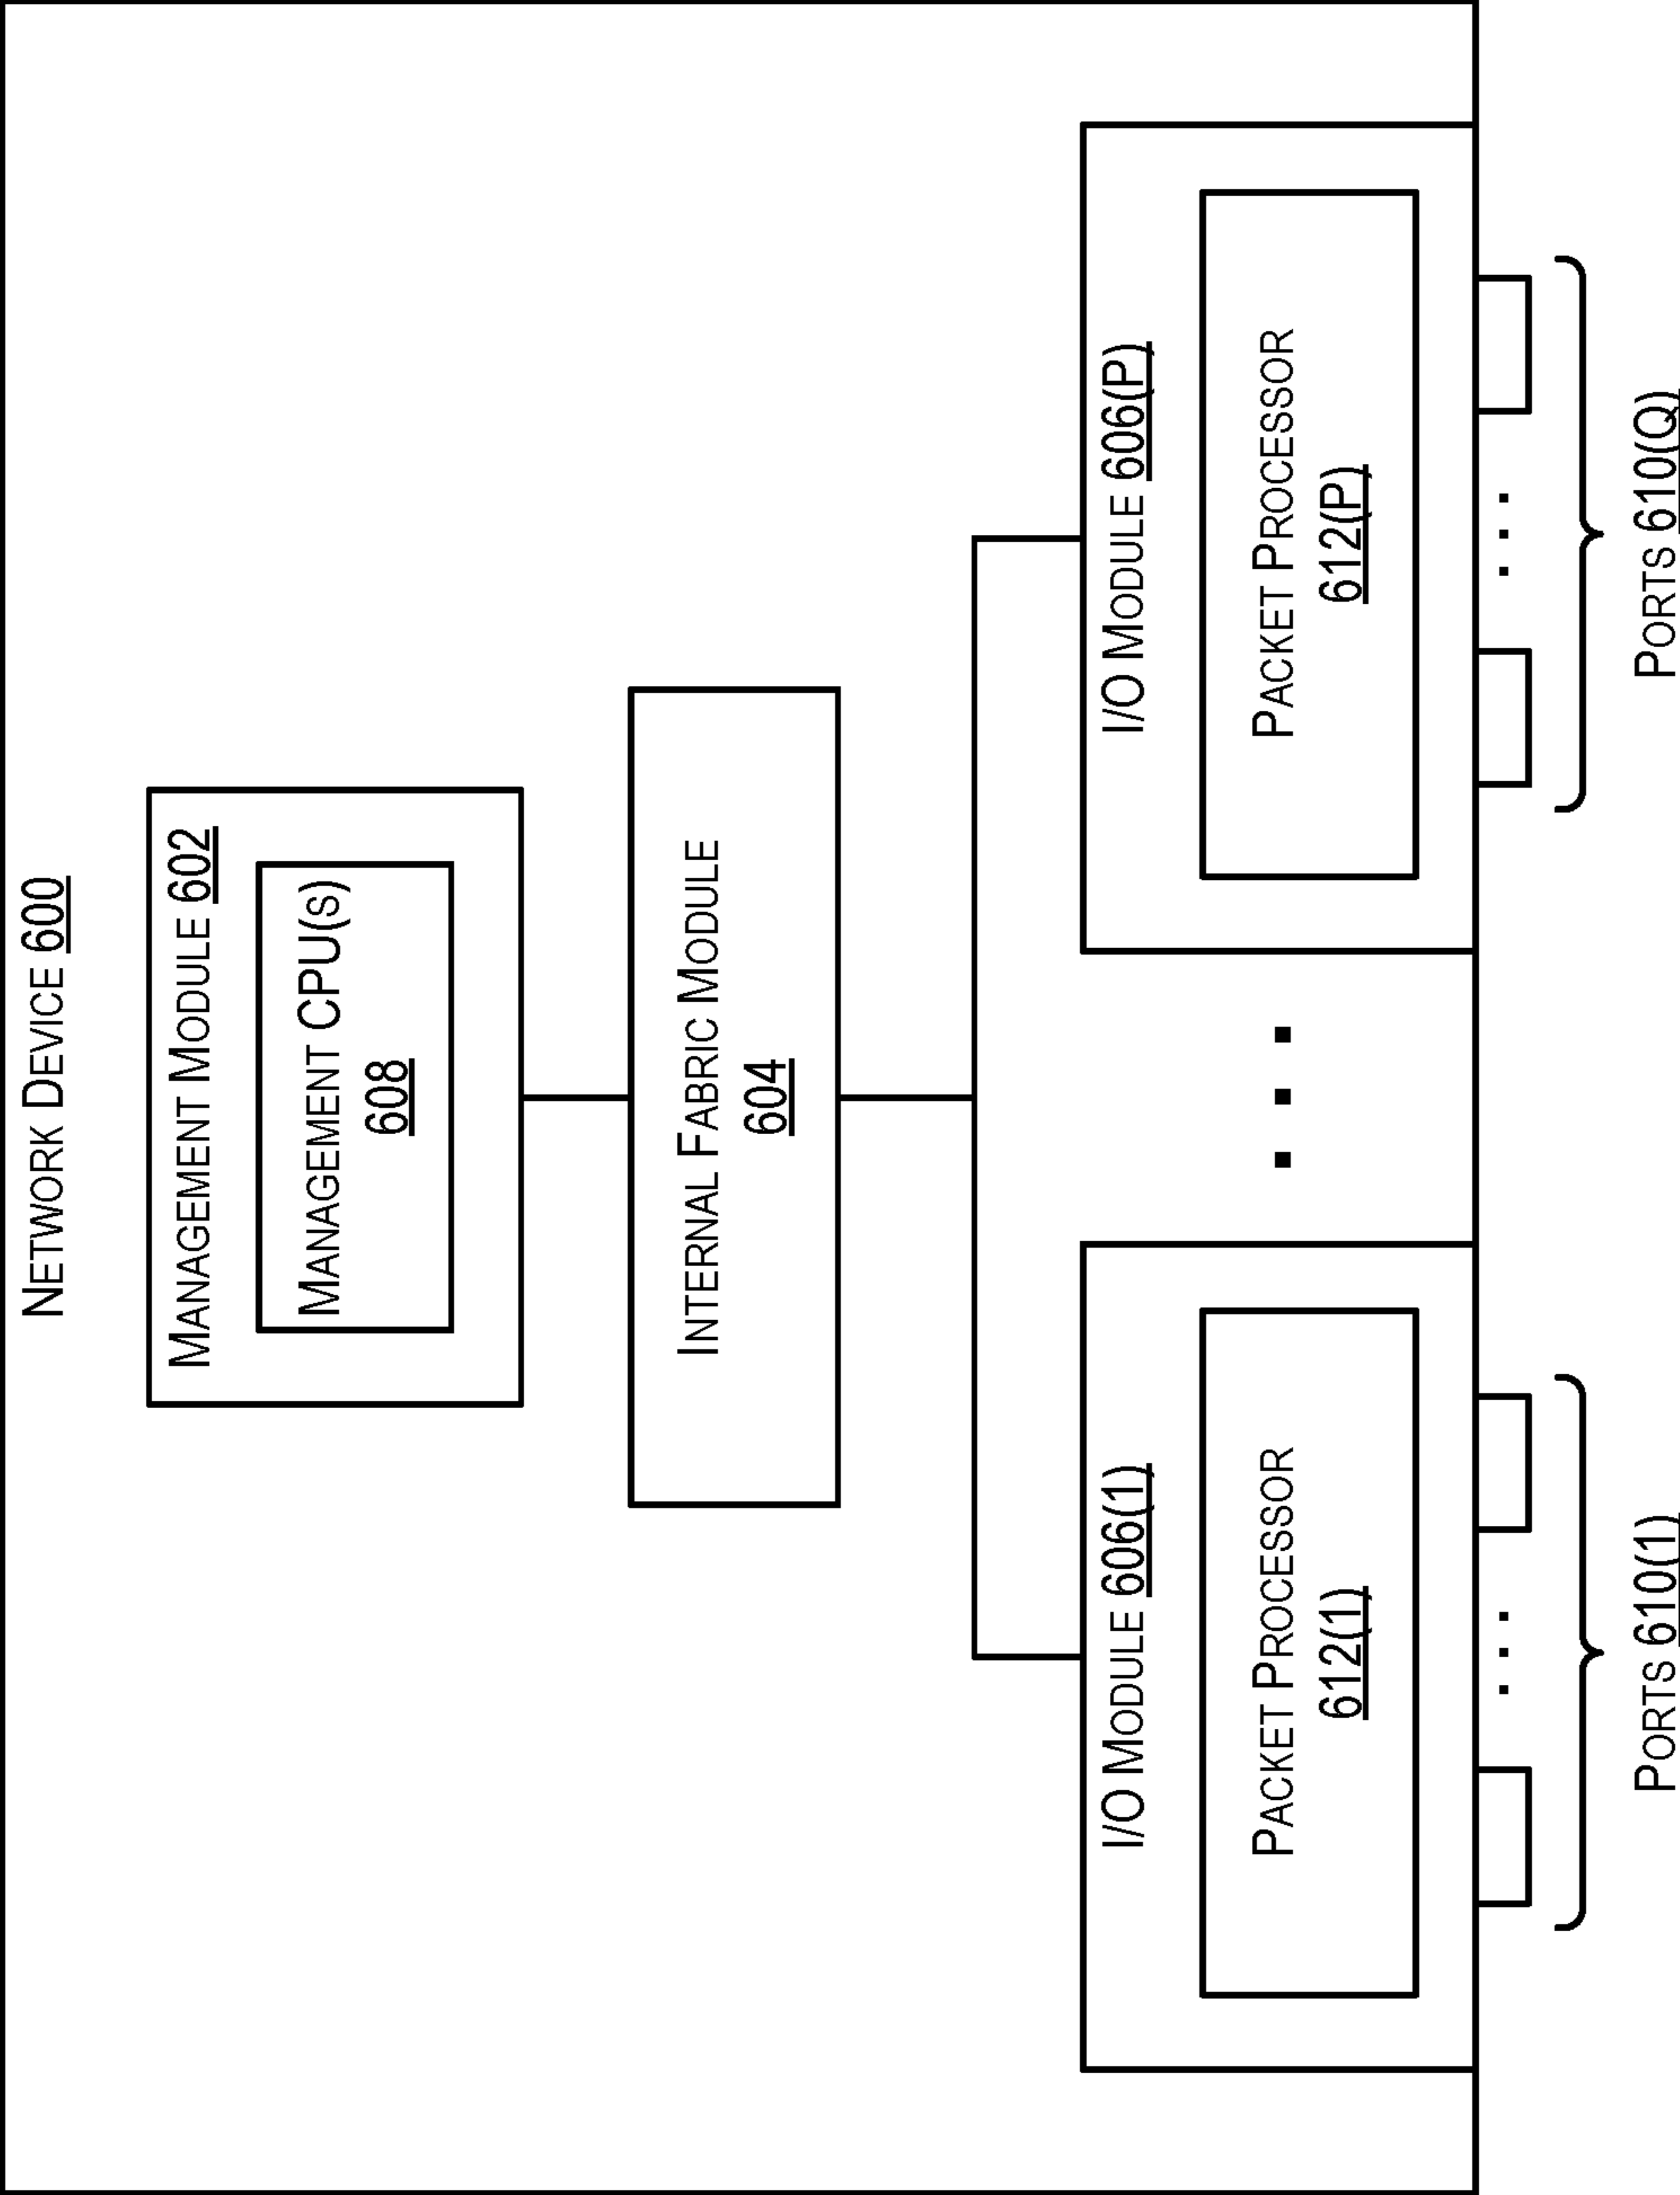 NETWORK DEVICE 600
MANAGEMENT MODULE 602
MANAGEMENT CPU(S)
608
INTERNAL FABRIC MODULE
604
I/O MODULE 606(1)
PACKET PROCESSOR
612(1)
I/O MODULE 606(P)
PACKET PROCESSOR
612(P)
PORTS 610(1)
PORTS 610(Q)